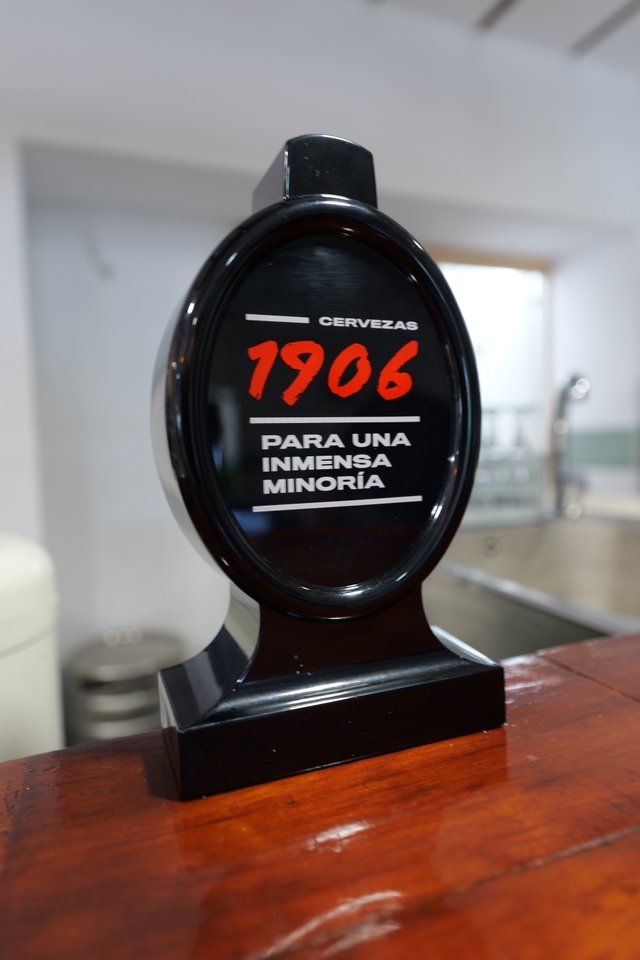 CERVEZAS
1906
PARA UNA
INMENSA
MINORÍA